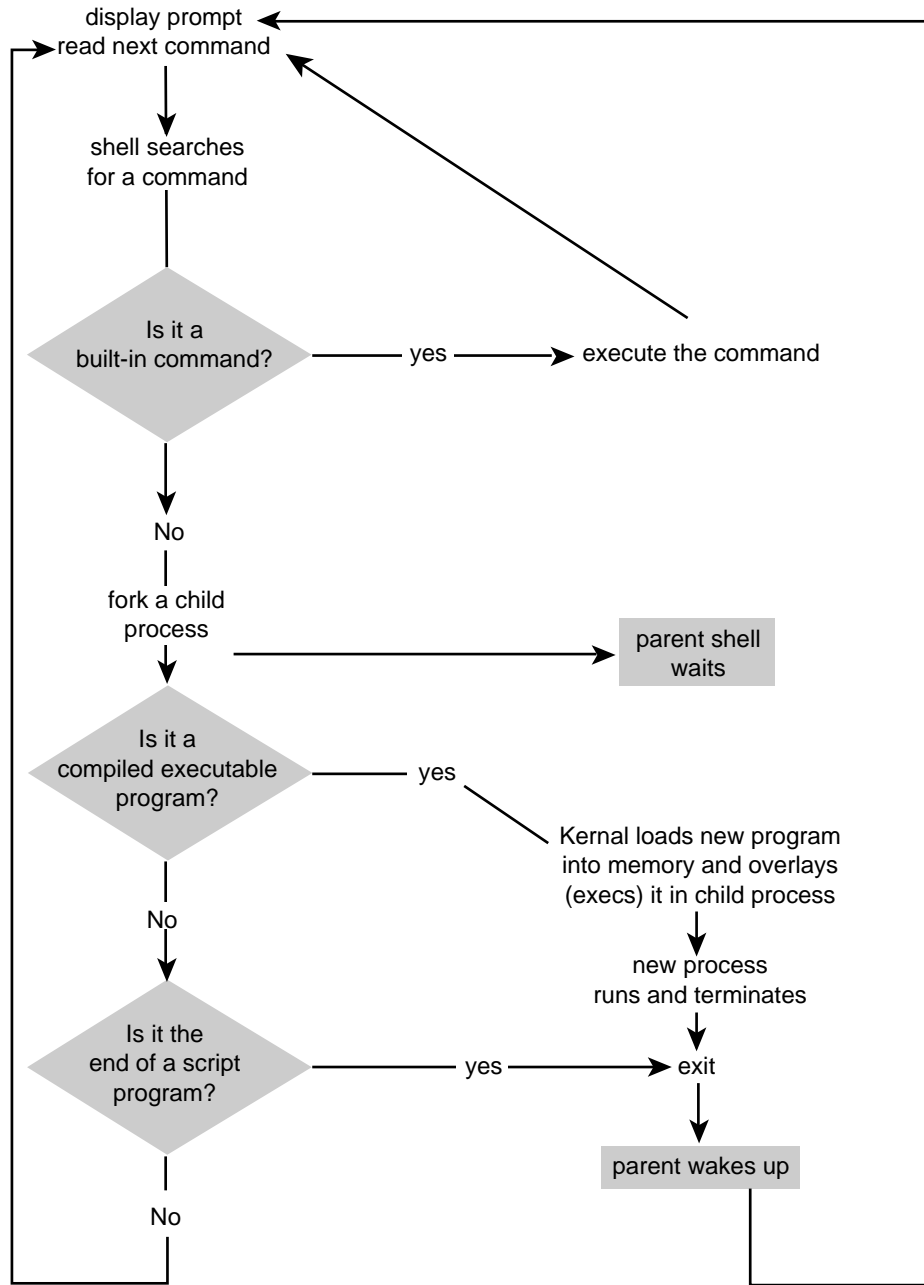 display prompt
read next command
shell searches
for a command
Is it a
built-in command?
yes
execute the command
No
fork a child
process
parent shell
waits
Is it a
compiled executable
program?
yes
Kernal loads new program
into memory and overlays
(execs) it in child process
No
new process
runs and terminates
Is it the
end of a script
program?
yes
exit
parent wakes up
No